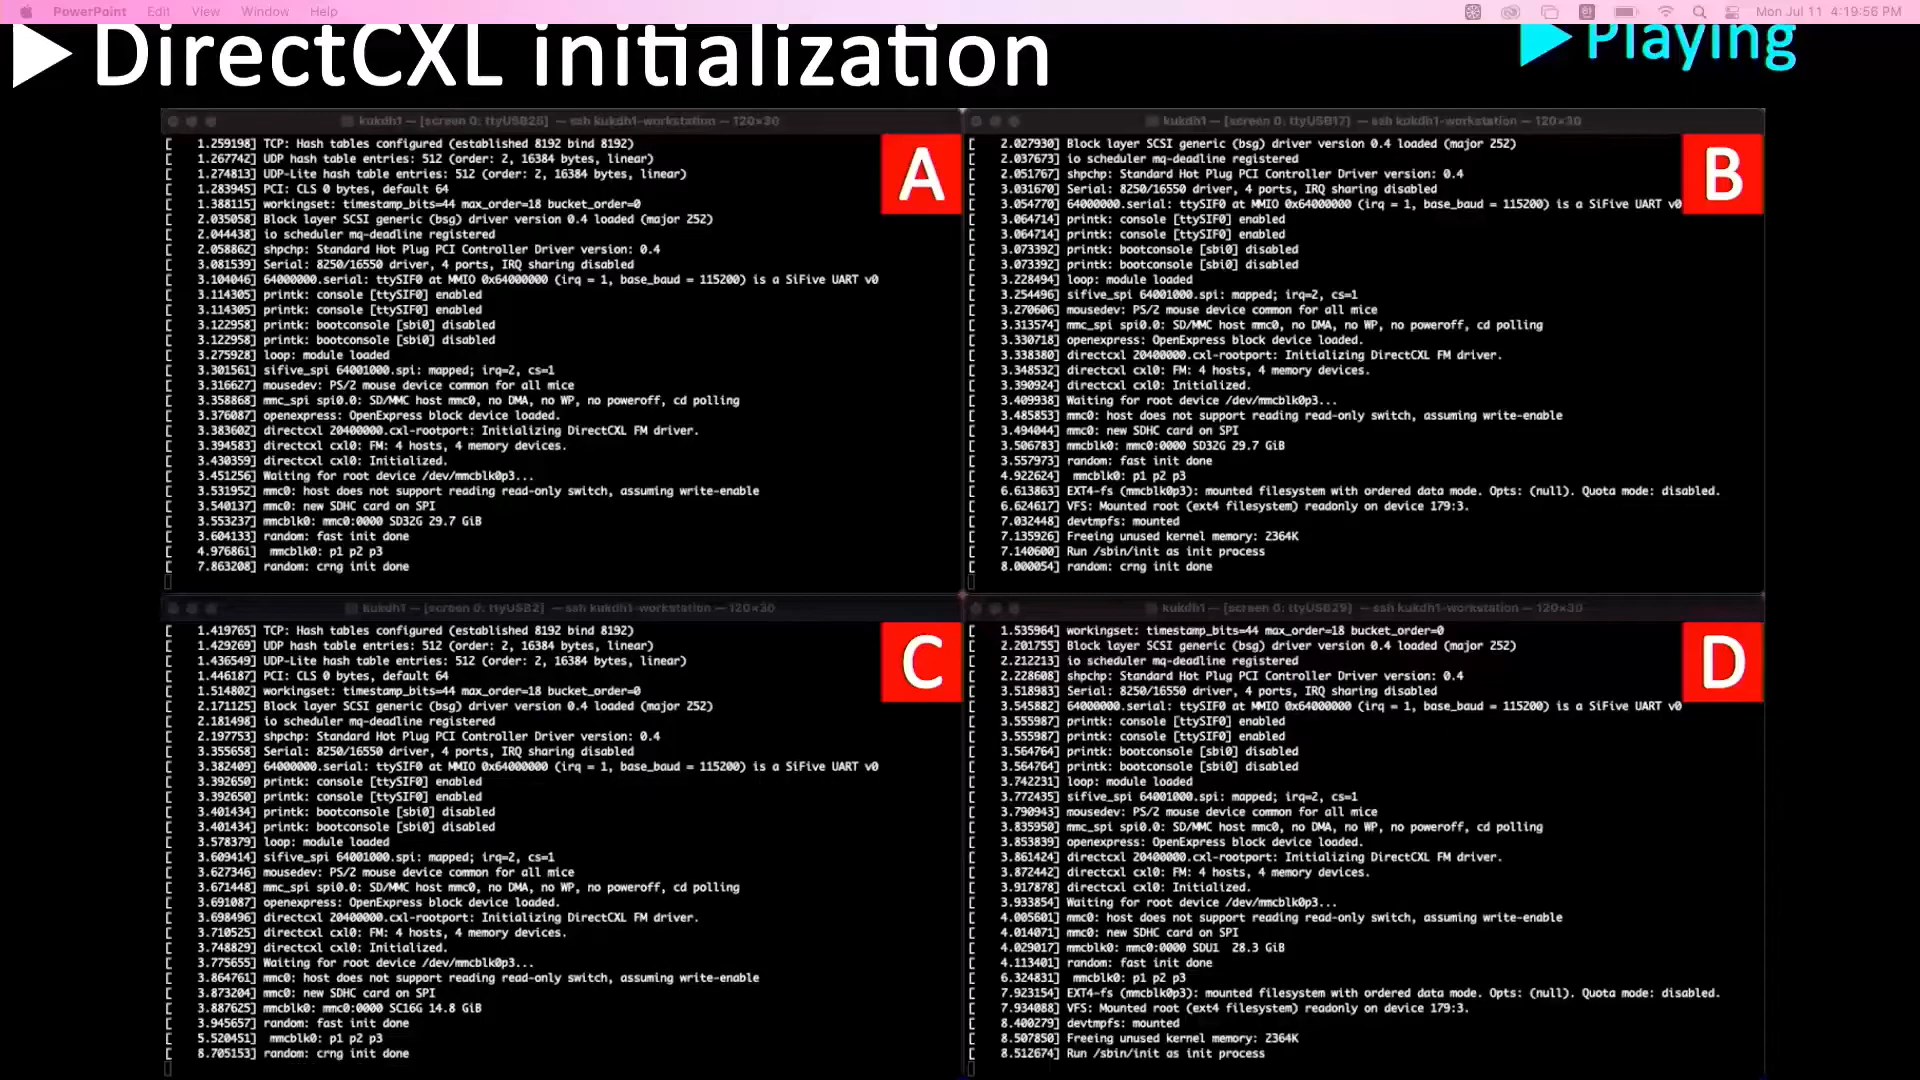 PowerPoint Edit View Window Help Mon Jul 11 4:19:56 PM
DirectCXL initialization
Playing
kukdh1 — [screen 0: ttyUSB25] — ssh kukdh1-workstation — 120×30
A
[ 1.259198] TCP: Hash tables configured (established 8192 bind 8192)
[ 1.267742] UDP hash table entries: 512 (order: 2, 16384 bytes, linear)
[ 1.274813] UDP-Lite hash table entries: 512 (order: 2, 16384 bytes, linear)
[ 1.283945] PCI: CLS 0 bytes, default 64
[ 1.388115] workingset: timestamp_bits=44 max_order=18 bucket_order=0
[ 2.035058] Block layer SCSI generic (bsg) driver version 0.4 loaded (major 252)
[ 2.044438] io scheduler mq-deadline registered
[ 2.058862] shpchp: Standard Hot Plug PCI Controller Driver version: 0.4
[ 3.081539] Serial: 8250/16550 driver, 4 ports, IRQ sharing disabled
[ 3.104046] 64000000.serial: ttySIF0 at MMIO 0x64000000 (irq = 1, base_baud = 115200) is a SiFive UART v0
[ 3.114305] printk: console [ttySIF0] enabled
[ 3.114305] printk: console [ttySIF0] enabled
[ 3.122958] printk: bootconsole [sbi0] disabled
[ 3.122958] printk: bootconsole [sbi0] disabled
[ 3.275928] loop: module loaded
[ 3.301561] sifive_spi 64001000.spi: mapped; irq=2, cs=1
[ 3.316627] mousedev: PS/2 mouse device common for all mice
[ 3.358868] mmc_spi spi0.0: SD/MMC host mmc0, no DMA, no WP, no poweroff, cd polling
[ 3.376087] openexpress: OpenExpress block device loaded.
[ 3.383602] directcxl 20400000.cxl-rootport: Initializing DirectCXL FM driver.
[ 3.394583] directcxl cxl0: FM: 4 hosts, 4 memory devices.
[ 3.430359] directcxl cxl0: Initialized.
[ 3.451256] Waiting for root device /dev/mmcblk0p3...
[ 3.531952] mmc0: host does not support reading read-only switch, assuming write-enable
[ 3.540137] mmc0: new SDHC card on SPI
[ 3.553237] mmcblk0: mmc0:0000 SD32G 29.7 GiB
[ 3.604133] random: fast init done
[ 4.976861] mmcblk0: p1 p2 p3
[ 7.863208] random: crng init done
kukdh1 — [screen 0: ttyUSB17] — ssh kukdh1-workstation — 120×30
B
[ 2.027930] Block layer SCSI generic (bsg) driver version 0.4 loaded (major 252)
[ 2.037673] io scheduler mq-deadline registered
[ 2.051767] shpchp: Standard Hot Plug PCI Controller Driver version: 0.4
[ 3.031670] Serial: 8250/16550 driver, 4 ports, IRQ sharing disabled
[ 3.054770] 64000000.serial: ttySIF0 at MMIO 0x64000000 (irq = 1, base_baud = 115200) is a SiFive UART v0
[ 3.064714] printk: console [ttySIF0] enabled
[ 3.064714] printk: console [ttySIF0] enabled
[ 3.073392] printk: bootconsole [sbi0] disabled
[ 3.073392] printk: bootconsole [sbi0] disabled
[ 3.228494] loop: module loaded
[ 3.254496] sifive_spi 64001000.spi: mapped; irq=2, cs=1
[ 3.270606] mousedev: PS/2 mouse device common for all mice
[ 3.313574] mmc_spi spi0.0: SD/MMC host mmc0, no DMA, no WP, no poweroff, cd polling
[ 3.330718] openexpress: OpenExpress block device loaded.
[ 3.338380] directcxl 20400000.cxl-rootport: Initializing DirectCXL FM driver.
[ 3.348532] directcxl cxl0: FM: 4 hosts, 4 memory devices.
[ 3.390924] directcxl cxl0: Initialized.
[ 3.409938] Waiting for root device /dev/mmcblk0p3...
[ 3.485853] mmc0: host does not support reading read-only switch, assuming write-enable
[ 3.494044] mmc0: new SDHC card on SPI
[ 3.506783] mmcblk0: mmc0:0000 SD32G 29.7 GiB
[ 3.557973] random: fast init done
[ 4.922624] mmcblk0: p1 p2 p3
[ 6.613863] EXT4-fs (mmcblk0p3): mounted filesystem with ordered data mode. Opts: (null). Quota mode: disabled.
[ 6.624617] VFS: Mounted root (ext4 filesystem) readonly on device 179:3.
[ 7.032448] devtmpfs: mounted
[ 7.135926] Freeing unused kernel memory: 2364K
[ 7.140600] Run /sbin/init as init process
[ 8.000054] random: crng init done
kukdh1 — [screen 0: ttyUSB2] — ssh kukdh1-workstation — 120×30
C
[ 1.419765] TCP: Hash tables configured (established 8192 bind 8192)
[ 1.429269] UDP hash table entries: 512 (order: 2, 16384 bytes, linear)
[ 1.436549] UDP-Lite hash table entries: 512 (order: 2, 16384 bytes, linear)
[ 1.446187] PCI: CLS 0 bytes, default 64
[ 1.514802] workingset: timestamp_bits=44 max_order=18 bucket_order=0
[ 2.171125] Block layer SCSI generic (bsg) driver version 0.4 loaded (major 252)
[ 2.181498] io scheduler mq-deadline registered
[ 2.197753] shpchp: Standard Hot Plug PCI Controller Driver version: 0.4
[ 3.355658] Serial: 8250/16550 driver, 4 ports, IRQ sharing disabled
[ 3.382409] 64000000.serial: ttySIF0 at MMIO 0x64000000 (irq = 1, base_baud = 115200) is a SiFive UART v0
[ 3.392650] printk: console [ttySIF0] enabled
[ 3.392650] printk: console [ttySIF0] enabled
[ 3.401434] printk: bootconsole [sbi0] disabled
[ 3.401434] printk: bootconsole [sbi0] disabled
[ 3.578379] loop: module loaded
[ 3.609414] sifive_spi 64001000.spi: mapped; irq=2, cs=1
[ 3.627346] mousedev: PS/2 mouse device common for all mice
[ 3.671448] mmc_spi spi0.0: SD/MMC host mmc0, no DMA, no WP, no poweroff, cd polling
[ 3.691087] openexpress: OpenExpress block device loaded.
[ 3.698496] directcxl 20400000.cxl-rootport: Initializing DirectCXL FM driver.
[ 3.710525] directcxl cxl0: FM: 4 hosts, 4 memory devices.
[ 3.748829] directcxl cxl0: Initialized.
[ 3.775655] Waiting for root device /dev/mmcblk0p3...
[ 3.864761] mmc0: host does not support reading read-only switch, assuming write-enable
[ 3.873204] mmc0: new SDHC card on SPI
[ 3.887625] mmcblk0: mmc0:0000 SC16G 14.8 GiB
[ 3.945657] random: fast init done
[ 5.520451] mmcblk0: p1 p2 p3
[ 8.705153] random: crng init done
kukdh1 — [screen 0: ttyUSB29] — ssh kukdh1-workstation — 120×30
D
[ 1.535964] workingset: timestamp_bits=44 max_order=18 bucket_order=0
[ 2.201755] Block layer SCSI generic (bsg) driver version 0.4 loaded (major 252)
[ 2.212213] io scheduler mq-deadline registered
[ 2.228608] shpchp: Standard Hot Plug PCI Controller Driver version: 0.4
[ 3.518983] Serial: 8250/16550 driver, 4 ports, IRQ sharing disabled
[ 3.545882] 64000000.serial: ttySIF0 at MMIO 0x64000000 (irq = 1, base_baud = 115200) is a SiFive UART v0
[ 3.555987] printk: console [ttySIF0] enabled
[ 3.555987] printk: console [ttySIF0] enabled
[ 3.564764] printk: bootconsole [sbi0] disabled
[ 3.564764] printk: bootconsole [sbi0] disabled
[ 3.742231] loop: module loaded
[ 3.772435] sifive_spi 64001000.spi: mapped; irq=2, cs=1
[ 3.790943] mousedev: PS/2 mouse device common for all mice
[ 3.835950] mmc_spi spi0.0: SD/MMC host mmc0, no DMA, no WP, no poweroff, cd polling
[ 3.853839] openexpress: OpenExpress block device loaded.
[ 3.861424] directcxl 20400000.cxl-rootport: Initializing DirectCXL FM driver.
[ 3.872442] directcxl cxl0: FM: 4 hosts, 4 memory devices.
[ 3.917878] directcxl cxl0: Initialized.
[ 3.933854] Waiting for root device /dev/mmcblk0p3...
[ 4.005601] mmc0: host does not support reading read-only switch, assuming write-enable
[ 4.014071] mmc0: new SDHC card on SPI
[ 4.029017] mmcblk0: mmc0:0000 SDU1 28.3 GiB
[ 4.113401] random: fast init done
[ 6.324831] mmcblk0: p1 p2 p3
[ 7.923154] EXT4-fs (mmcblk0p3): mounted filesystem with ordered data mode. Opts: (null). Quota mode: disabled.
[ 7.934088] VFS: Mounted root (ext4 filesystem) readonly on device 179:3.
[ 8.400279] devtmpfs: mounted
[ 8.507850] Freeing unused kernel memory: 2364K
[ 8.512674] Run /sbin/init as init process